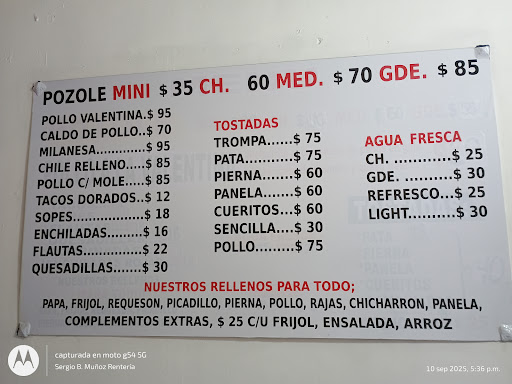 POZOLE MINI $ 35 CH. 60 MED. $ 70 GDE. $ 85
POLLO VALENTINA.$ 95
CALDO DE POLLO..$ 70
MILANESA.............$ 95
CHILE RELLENO.....$ 85
POLLO C/ MOLE.....$ 85
TACOS DORADOS..$ 12
SOPES....................$ 18
ENCHILADAS.........$ 16
FLAUTAS...............$ 22
QUESADILLAS.......$ 30
TOSTADAS
TROMPA......$ 75
PATA............$ 75
PIERNA........$ 60
PANELA.......$ 60
CUERITOS...$ 60
SENCILLA....$ 30
POLLO.........$ 75
AGUA FRESCA
CH. ............$ 25
GDE. ..........$ 30
REFRESCO...$ 25
LIGHT..........$ 30
NUESTROS RELLENOS PARA TODO;
PAPA, FRIJOL, REQUESON, PICADILLO, PIERNA, POLLO, RAJAS, CHICHARRON, PANELA,
COMPLEMENTOS EXTRAS, $ 25 C/U FRIJOL, ENSALADA, ARROZ
capturada en moto g54 5G
Sergio B. Muñoz Rentería
10 sep 2025, 5:36 p.m.